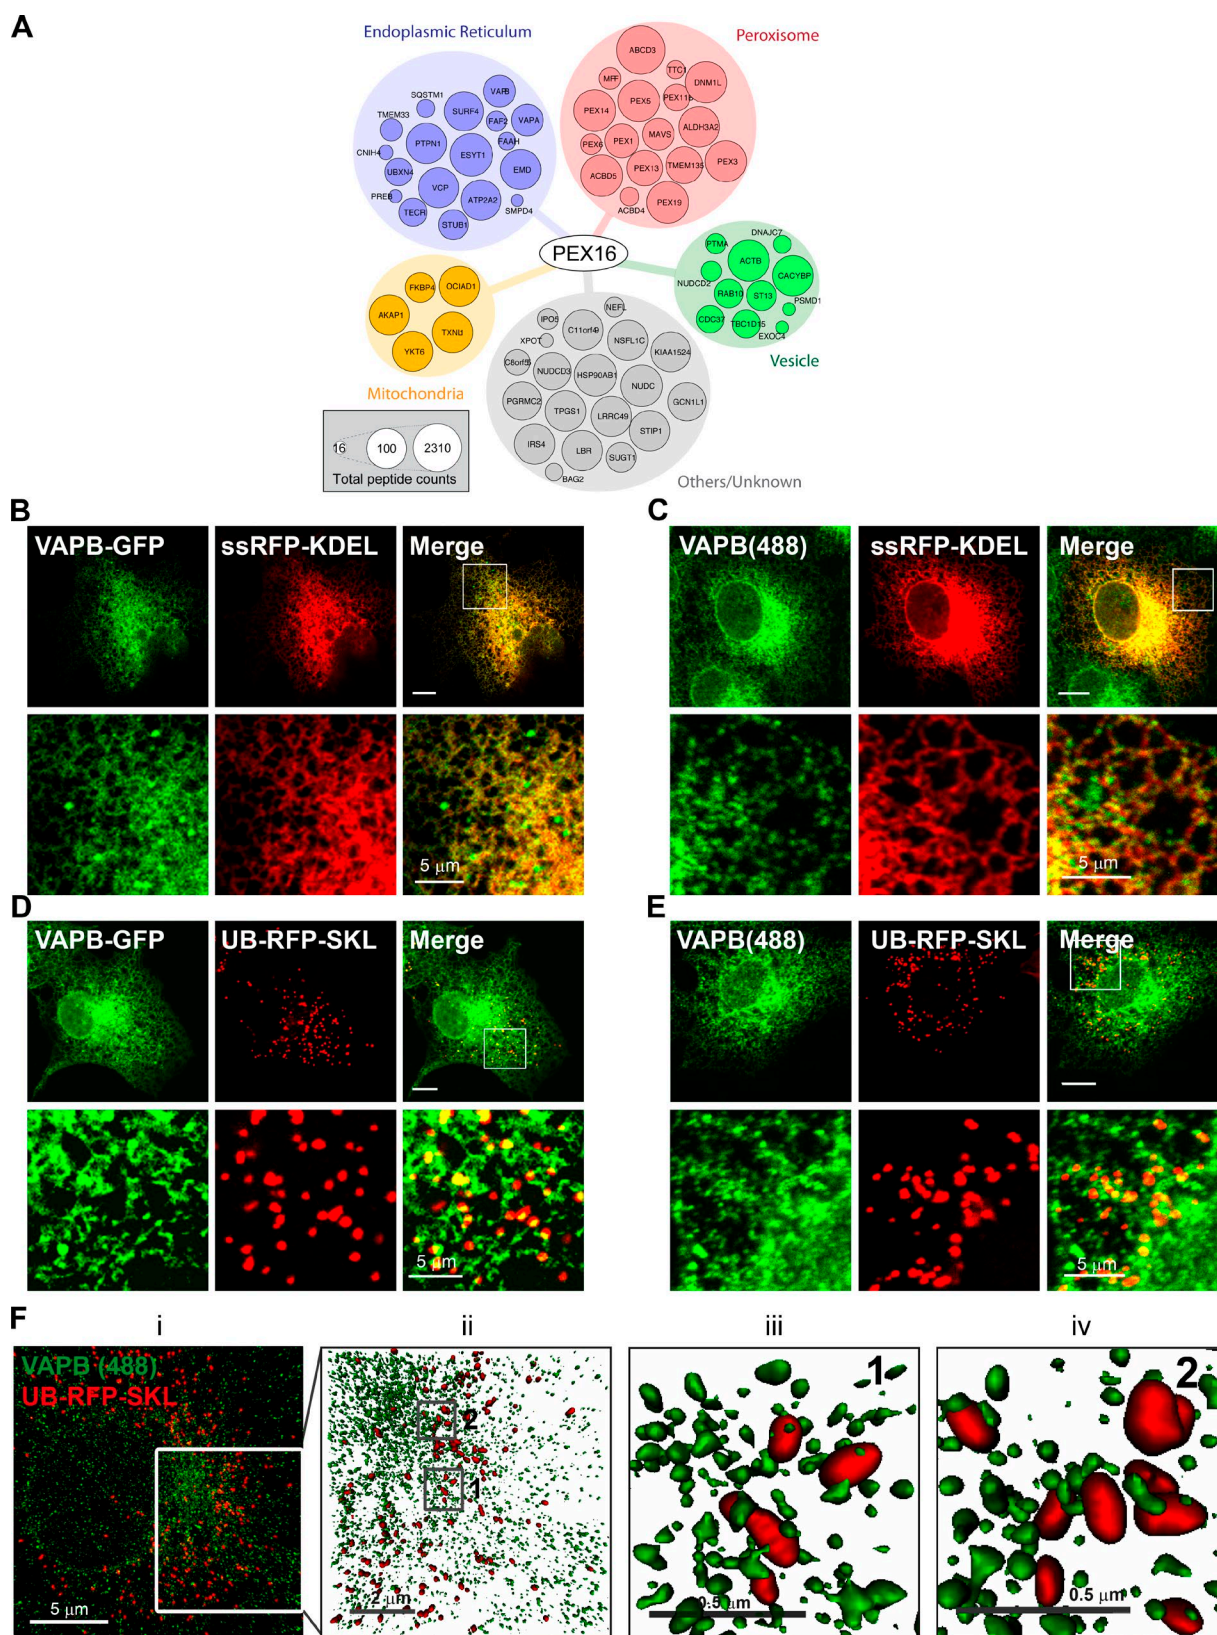 A
Endoplasmic Reticulum
Peroxisome
SQSTM1
VAPB
TMEM33
SURF4
FAF2
VAPA
CNIH4
PTPN1
FAAH
ESYT1
UBXN4
EMD
PREB
VCP
ATP2A2
SMPD4
TECR
STUB1
ABCD3
TTC1
MFF
DNM1L
PEX5
PEX11B
PEX14
ALDH3A2
MAVS
PEX6
PEX1
PEX3
PEX13
TMEM135
ACBD5
ACBD4
PEX19
PEX16
PTMA
DNAJC7
ACTB
CACYBP
NUDCD2
RAB10
ST13
PSMD1
CDC37
TBC1D15
EXOC4
Vesicle
FKBP4
OCIAD1
AKAP1
YKT6
Mitochondria
NEFL
IPO5
C11orf49
XPOT
NSFL1C
KIAA1524
NUDCD3
HSP90AB1
NUDC
PGRMC2
TPGS1
LRRC49
GCN1L1
STIP1
IRS4
LBR
SUGT1
BAG2
Others/Unknown
16
100
2310
Total peptide counts
B
VAPB-GFP
ssRFP-KDEL
Merge
5 μm
C
VAPB(488)
ssRFP-KDEL
Merge
5 μm
D
VAPB-GFP
UB-RFP-SKL
Merge
5 μm
E
VAPB(488)
UB-RFP-SKL
Merge
5 μm
F
i
ii
iii
iv
VAPB (488)
UB-RFP-SKL
5 μm
2
1
2 μm
1
0.5 μm
2
0.5 μm